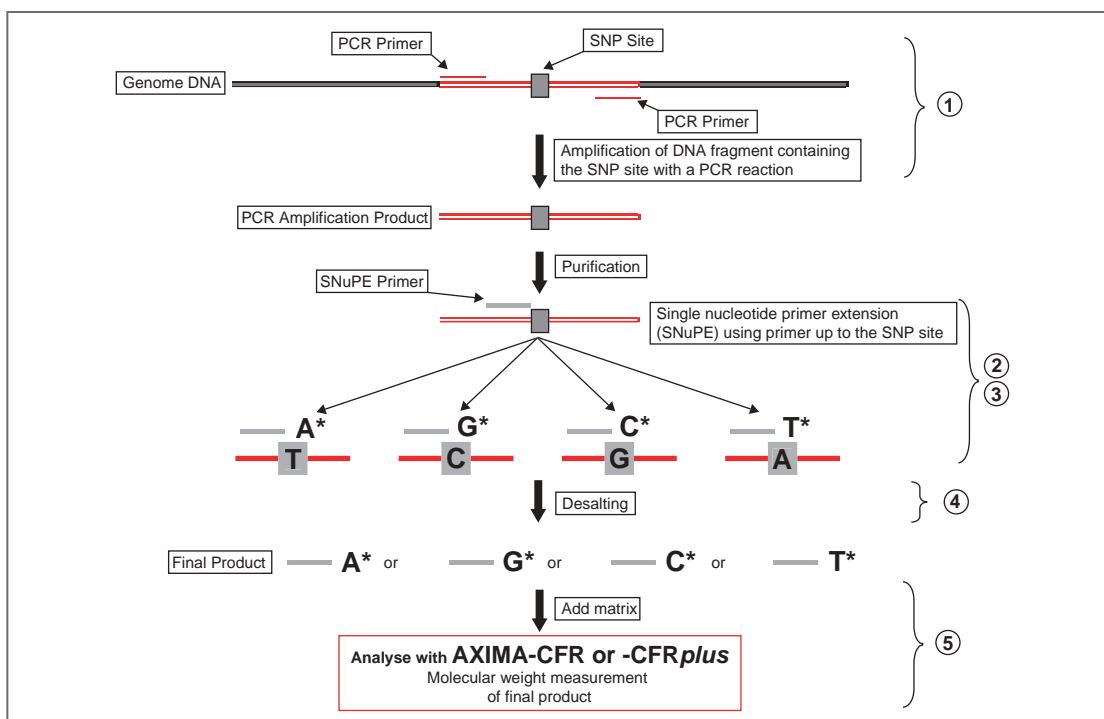 PCR Primer
SNP Site
Genome DNA
PCR Primer
①
Amplification of DNA fragment containing
the SNP site with a PCR reaction
PCR Amplification Product
Purification
SNuPE Primer
Single nucleotide primer extension
(SNuPE) using primer up to the SNP site
②
③
A* G* C* T*
T C G A
Desalting
④
Final Product A* or G* or C* or T*
Add matrix
⑤
Analyse with AXIMA-CFR or -CFRplus
Molecular weight measurement
of final product